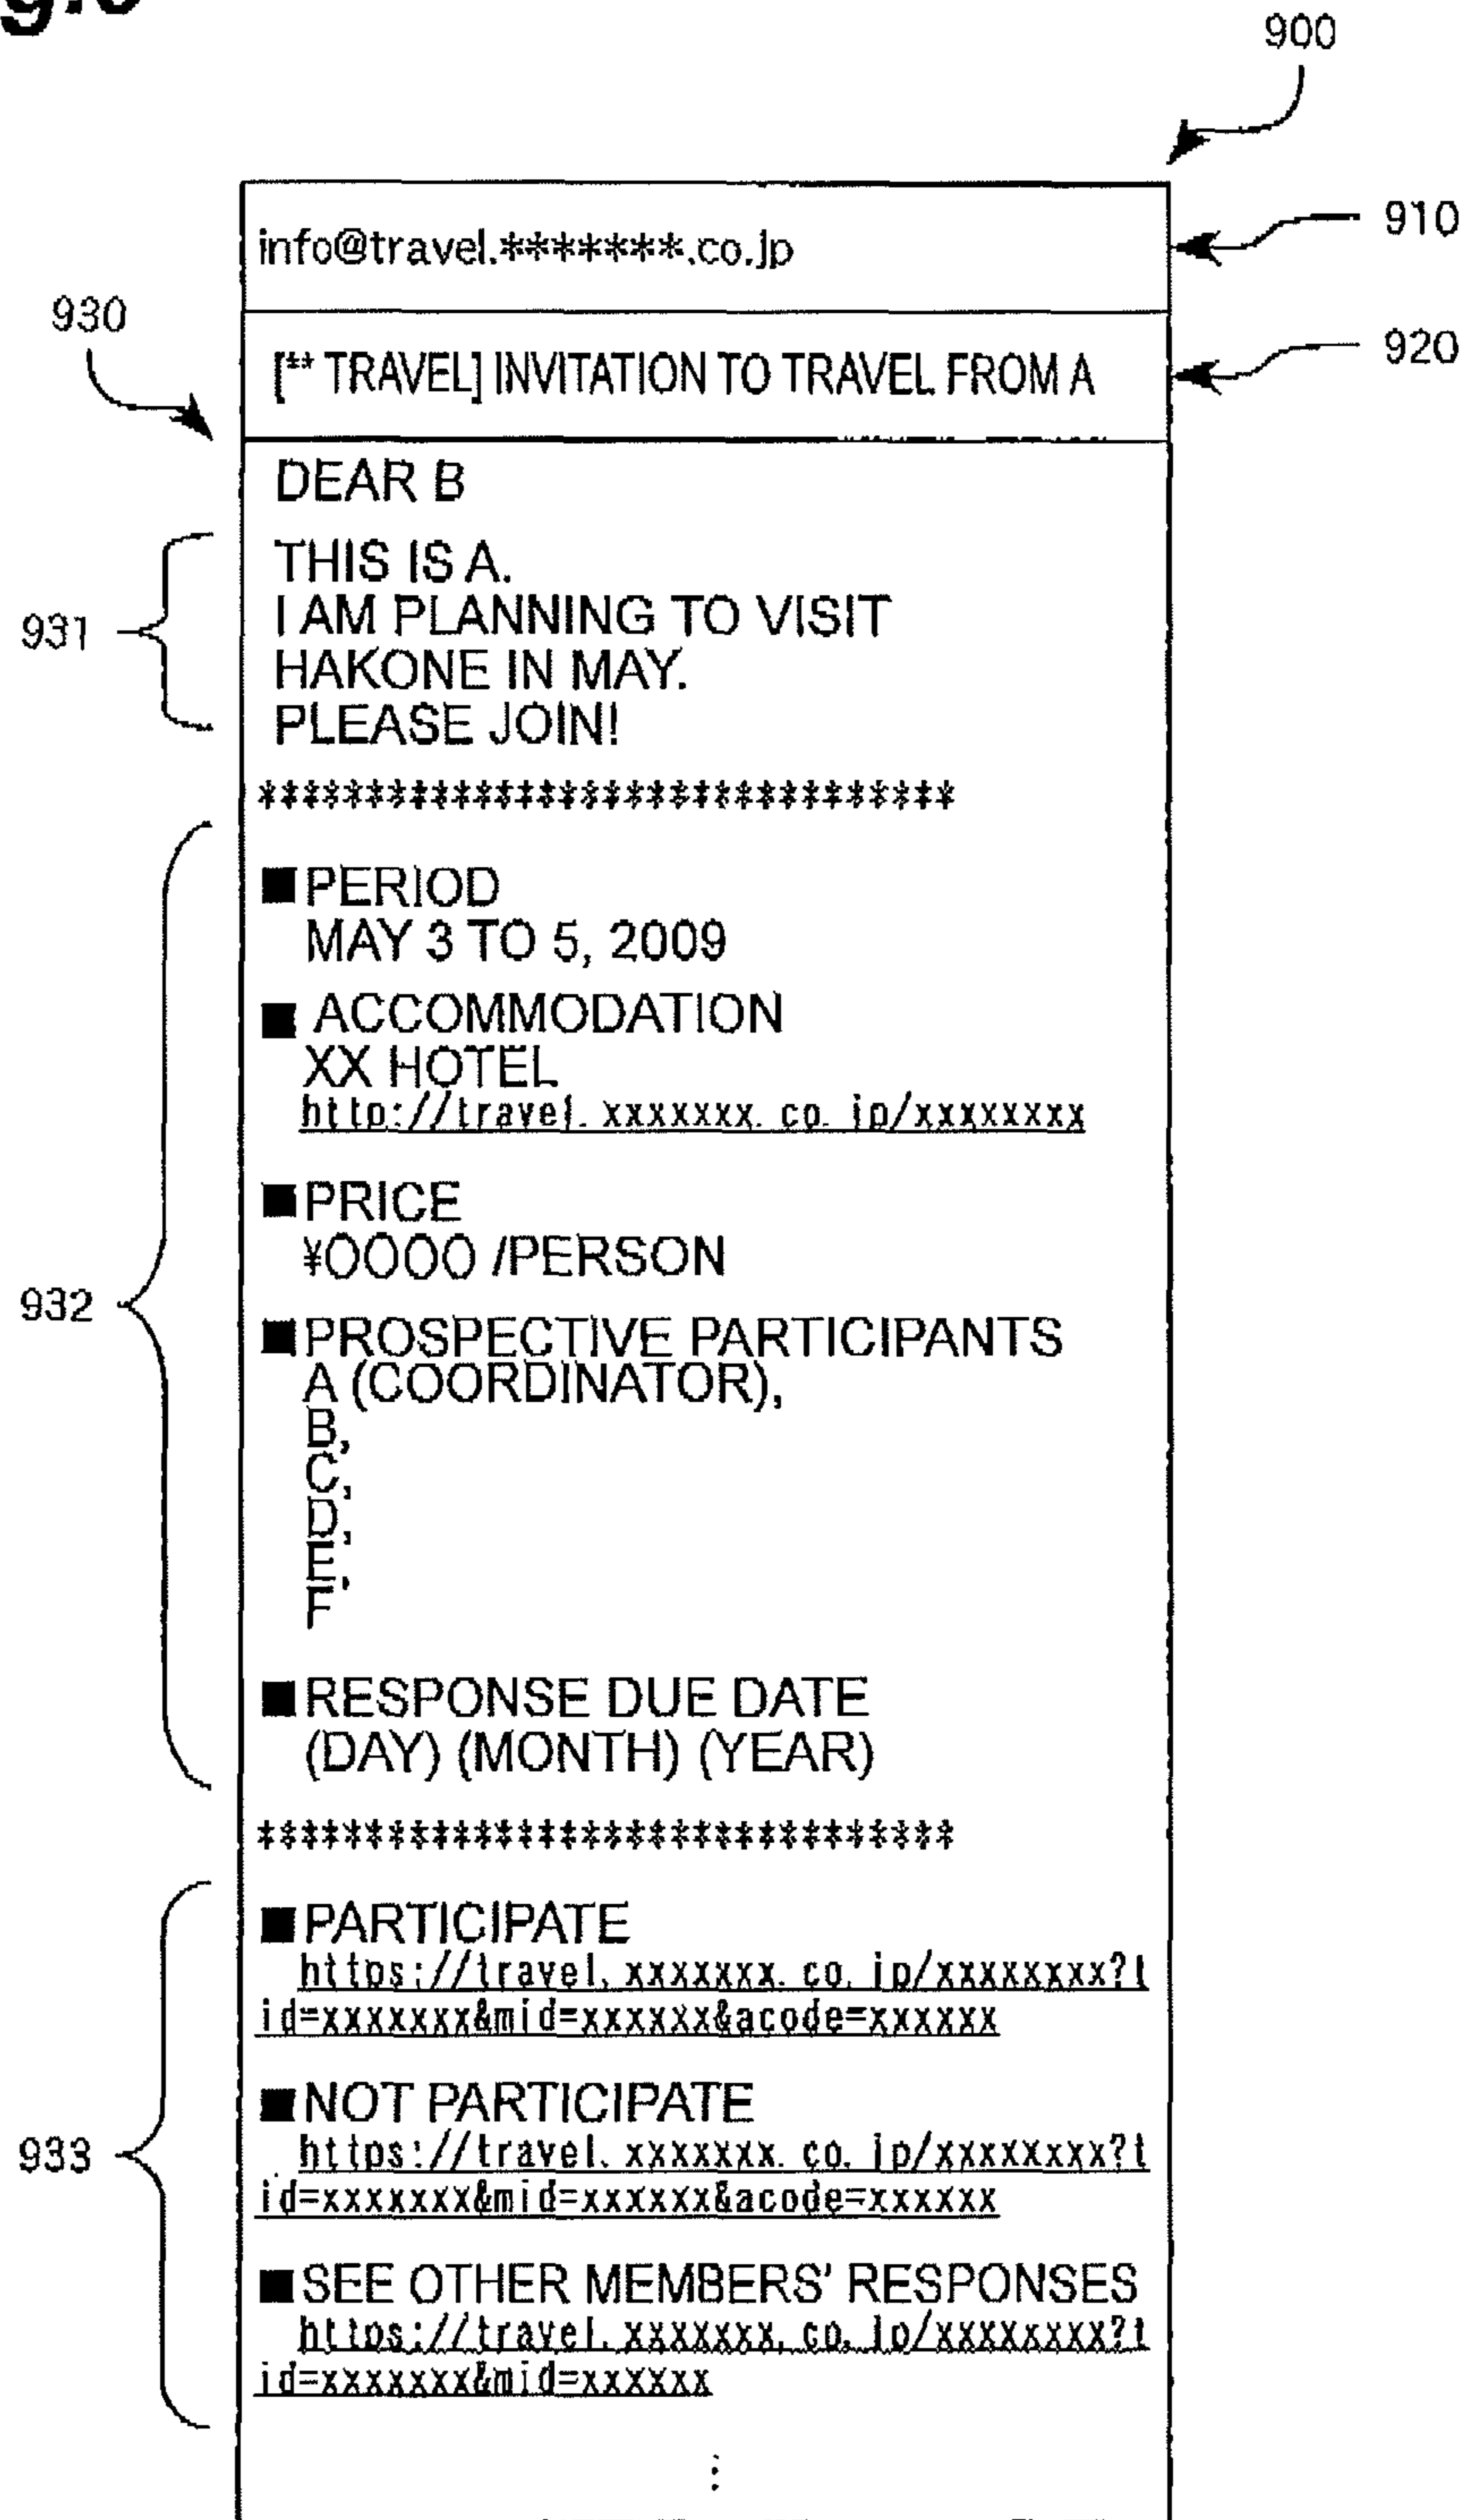 900
info@travel.*******.co.jp
910
930
[** TRAVEL] INVITATION TO TRAVEL FROM A
920
DEAR B
THIS IS A.
I AM PLANNING TO VISIT
931
HAKONE IN MAY.
PLEASE JOIN!
*********************************
■PERIOD
MAY 3 TO 5, 2009
■ ACCOMMODATION
XX HOTEL
http://travel.xxxxxxx.co.jp/xxxxxxxx
■PRICE
¥OOOO /PERSON
932
■PROSPECTIVE PARTICIPANTS
A (COORDINATOR),
B,
C,
D,
E,
F
■RESPONSE DUE DATE
(DAY) (MONTH) (YEAR)
*********************************
■PARTICIPATE
https://travel.xxxxxxx.co.jp/xxxxxxxx?t
id=xxxxxxx&mid=xxxxxx&acode=xxxxxx
■NOT PARTICIPATE
933
https://travel.xxxxxxx.co.jp/xxxxxxxx?t
id=xxxxxxx&mid=xxxxxx&acode=xxxxxx
■SEE OTHER MEMBERS' RESPONSES
https://travel.xxxxxxx.co.jp/xxxxxxxx?t
id=xxxxxxx&mid=xxxxxx
⋮